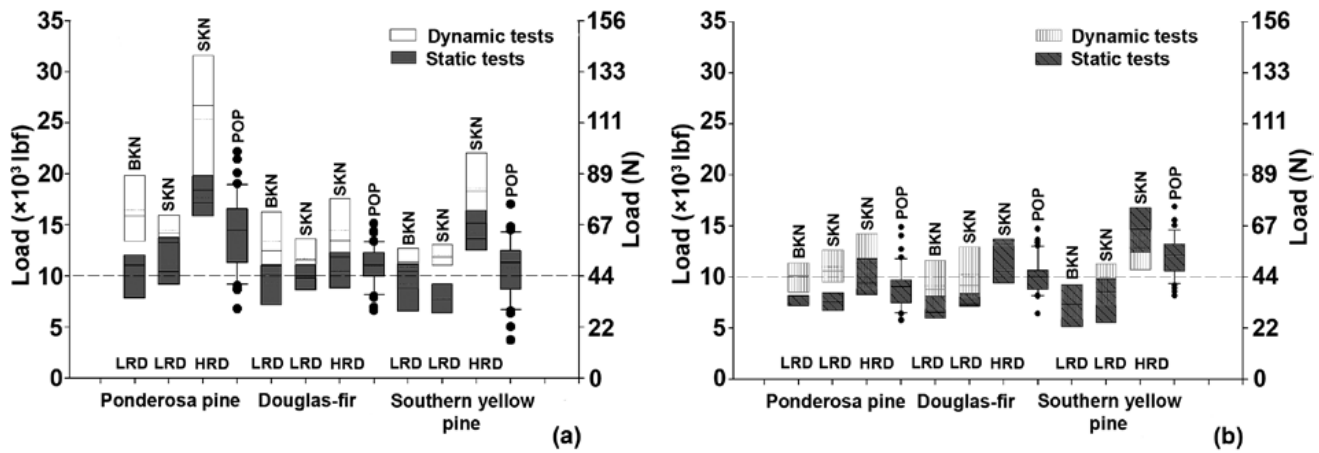 35
30
25
20
15
10
5
0
Load (×10³ lbf)
BKN
SKN
SKN
POP
BKN
SKN
SKN
POP
BKN
SKN
SKN
POP
Dynamic tests
Static tests
156
133
111
89
67
44
22
0
Load (N)
LRD LRD HRD LRD LRD HRD LRD LRD HRD
Ponderosa pine Douglas-fir Southern yellow
pine
(a)
35
30
25
20
15
10
5
0
Load (×10³ lbf)
BKN
SKN
SKN
POP
BKN
SKN
SKN
POP
BKN
SKN
SKN
POP
Dynamic tests
Static tests
156
133
111
89
67
44
22
0
Load (N)
LRD LRD HRD LRD LRD HRD LRD LRD HRD
Ponderosa pine Douglas-fir Southern yellow
pine
(b)